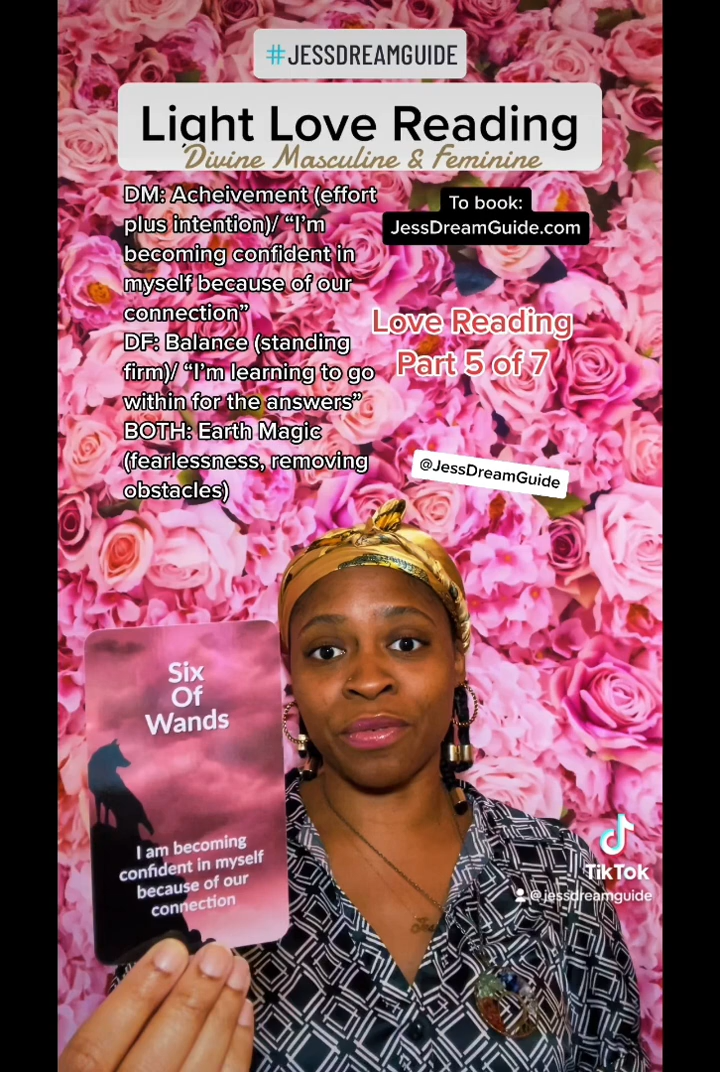 #JESSDREAMGUIDE
Light Love Reading
Divine Masculine & Feminine
DM: Acheivement (effort
plus intention)/ “I’m
becoming confident in
myself because of our
connection”
DF: Balance (standing
firm)/ “I’m learning to go
within for the answers”
BOTH: Earth Magic
(fearlessness, removing
obstacles)
To book:
JessDreamGuide.com
Love Reading
Part 5 of 7
@JessDreamGuide
Six
Of
Wands
I am becoming
confident in myself
because of our
connection
TikTok
@jessdreamguide